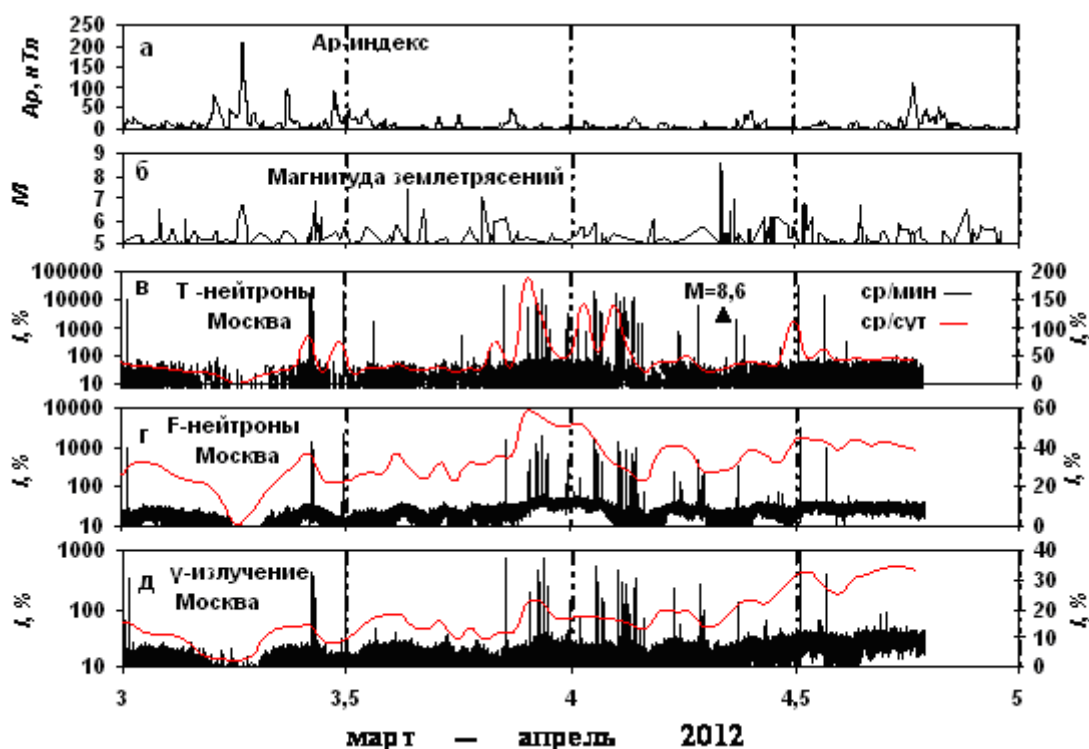 а
Ap-индекс
Ap, нТл
250
200
150
100
50
0
б
Магнитуда землетрясений
М
9
8
7
6
5
в
Т -нейтроны
Москва
М=8,6
ср/мин
ср/сут
I, %
100000
10000
1000
100
10
200
150
100
50
0
I, %
г
F-нейтроны
Москва
I, %
10000
1000
100
10
60
40
20
0
I, %
д
γ-излучение
Москва
I, %
1000
100
10
40
30
20
10
0
I, %
3 3,5 4 4,5 5
март — апрель 2012